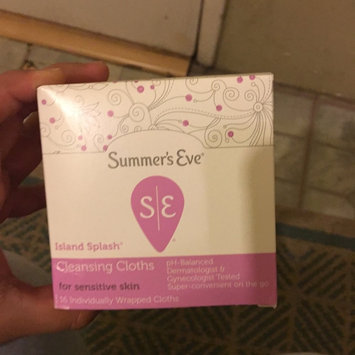 Summer's Eve®
S|E
Island Splash®
Cleansing Cloths
for sensitive skin
16 Individually Wrapped Cloths
pH-Balanced
Dermatologist &
Gynecologist Tested
Super-convenient on the go